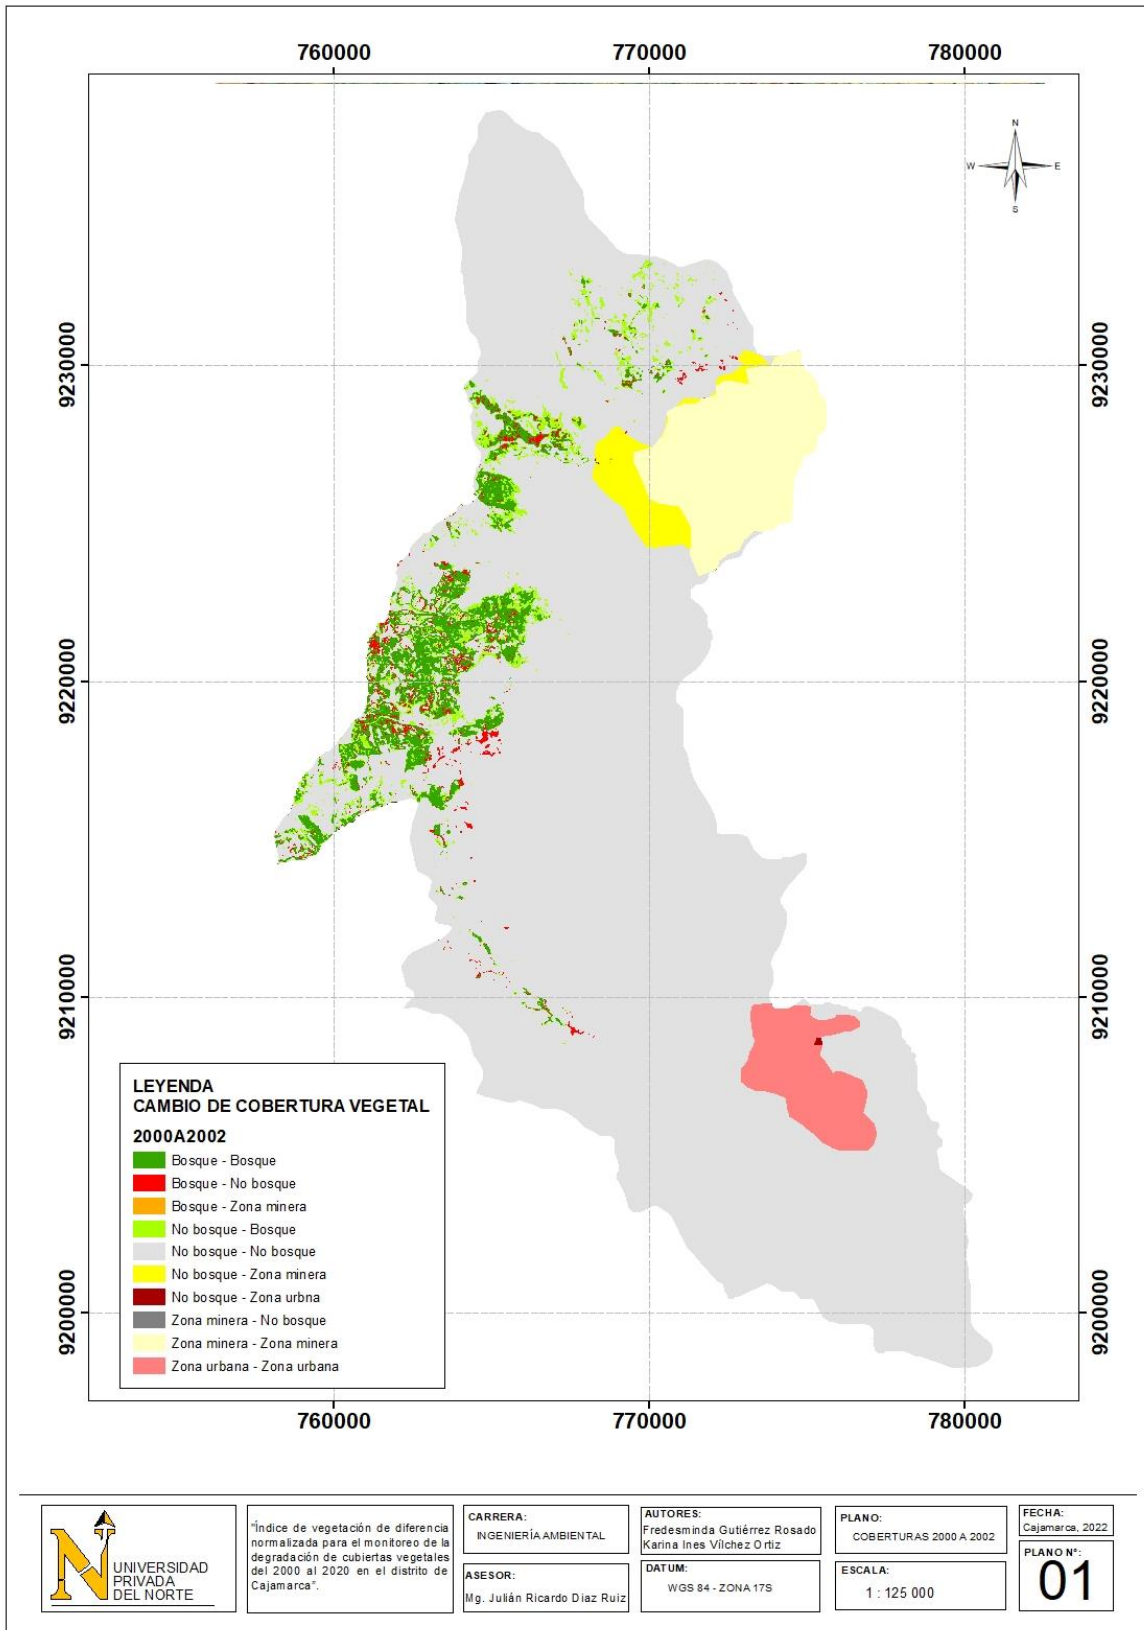 760000
770000
780000
N
W
E
S
9230000
9230000
9220000
9220000
9210000
9210000
9200000
9200000
LEYENDA
CAMBIO DE COBERTURA VEGETAL
2000A2002
Bosque - Bosque
Bosque - No bosque
Bosque - Zona minera
No bosque - Bosque
No bosque - No bosque
No bosque - Zona minera
No bosque - Zona urbna
Zona minera - No bosque
Zona minera - Zona minera
Zona urbana - Zona urbana
760000
770000
780000
N
UNIVERSIDAD
PRIVADA
DEL NORTE
"Índice de vegetación de diferencia
normalizada para el monitoreo de la
degradación de cubiertas vegetales
del 2000 al 2020 en el distrito de
Cajamarca".
CARRERA:
INGENIERÍA AMBIENTAL
ASESOR:
Mg. Julián Ricardo Diaz Ruiz
AUTORES:
Fredesminda Gutiérrez Rosado
Karina Ines Vílchez Ortiz
DATUM:
WGS 84 - ZONA 17S
PLANO:
COBERTURAS 2000 A 2002
ESCALA:
1 : 125 000
FECHA:
Cajamarca, 2022
PLANO N°:
01